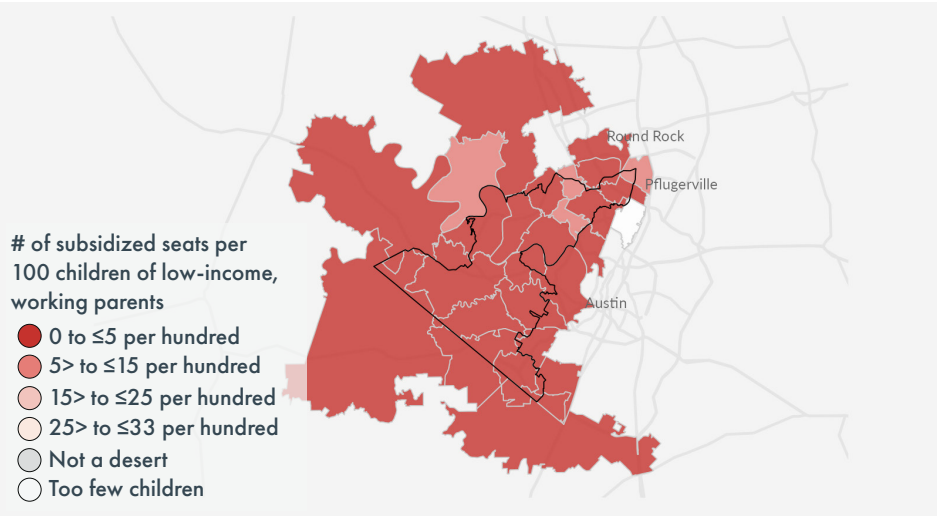 Round Rock
Pflugerville
# of subsidized seats per
100 children of low-income,
working parents
0 to ≤5 per hundred
5> to ≤15 per hundred
15> to ≤25 per hundred
25> to ≤33 per hundred
Not a desert
Too few children
Austin